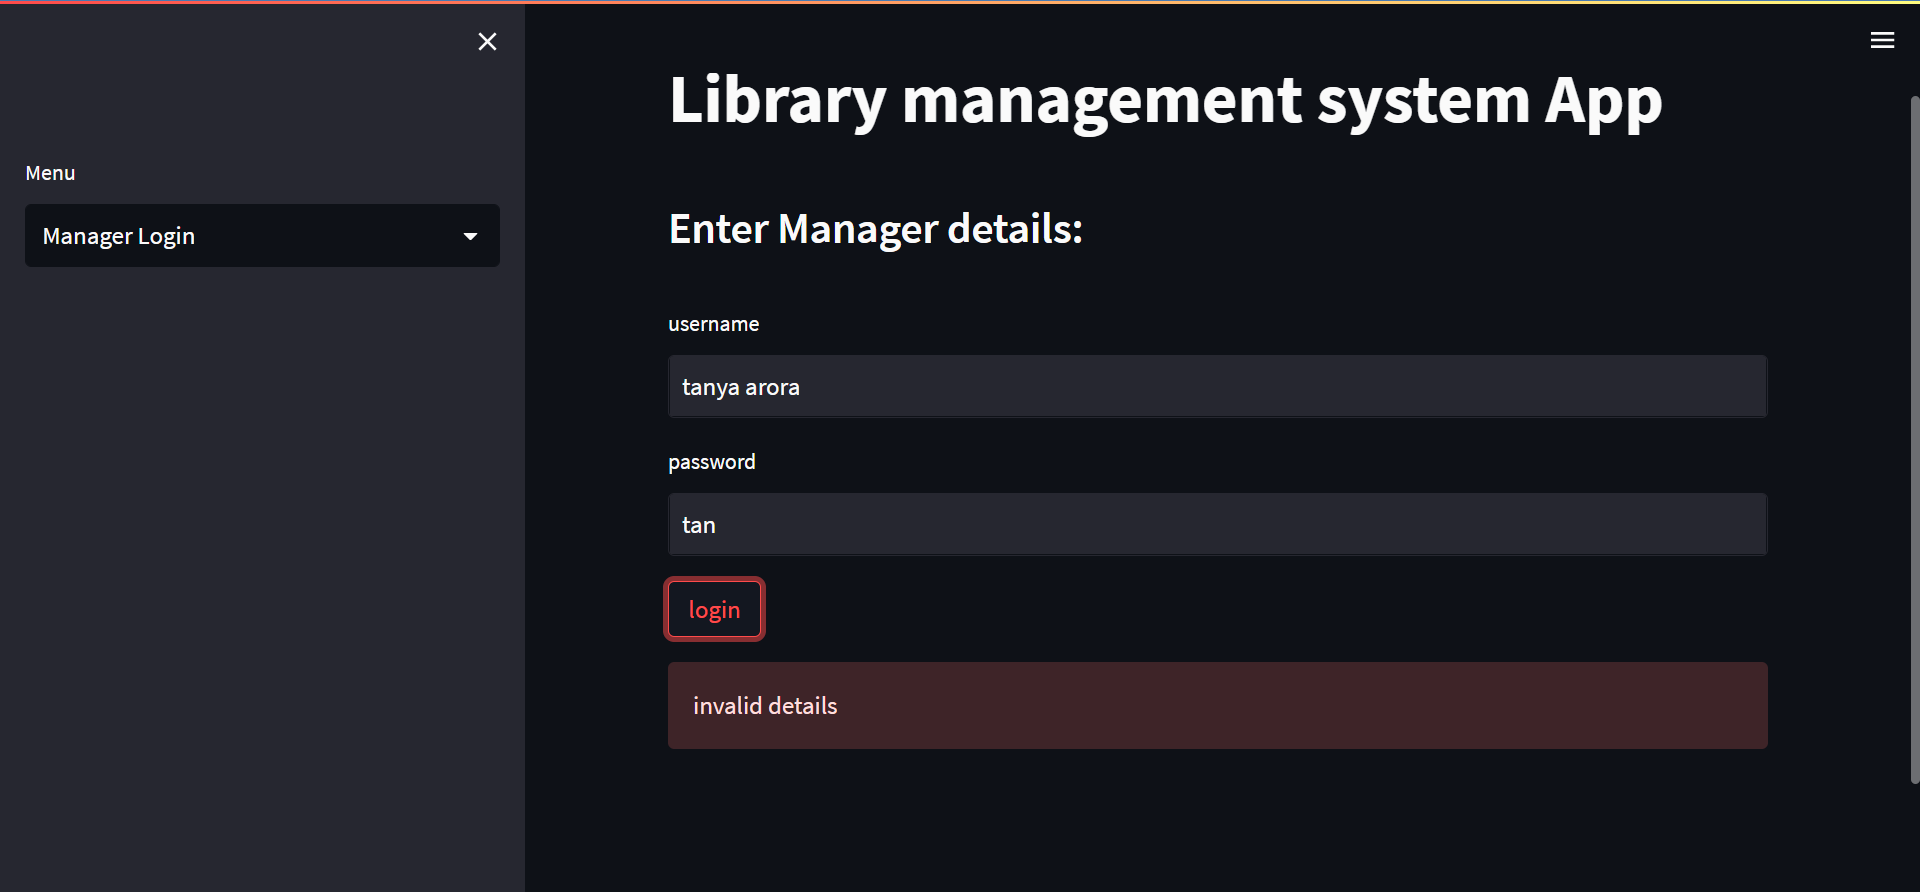 Menu
Manager Login
Library management system App
Enter Manager details:
username
tanya arora
password
tan
login
invalid details